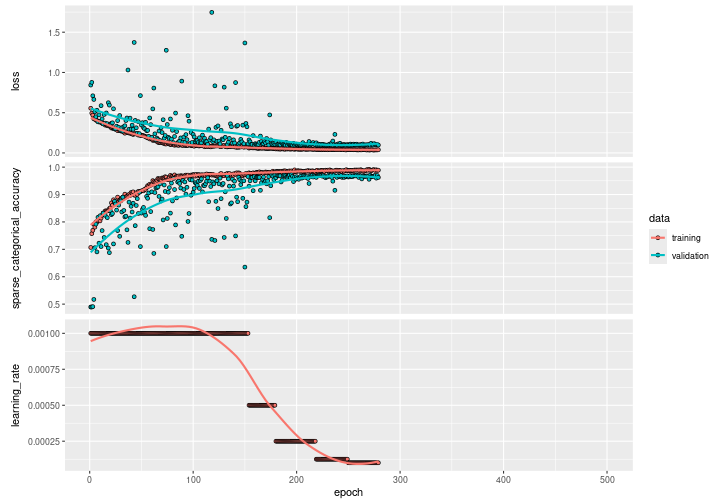 loss
1.5
1.0
0.5
0.0
sparse_categorical_accuracy
1.0
0.9
0.8
0.7
0.6
0.5
learning_rate
0.00100
0.00075
0.00050
0.00025
0
100
200
300
400
500
epoch
data
training
validation